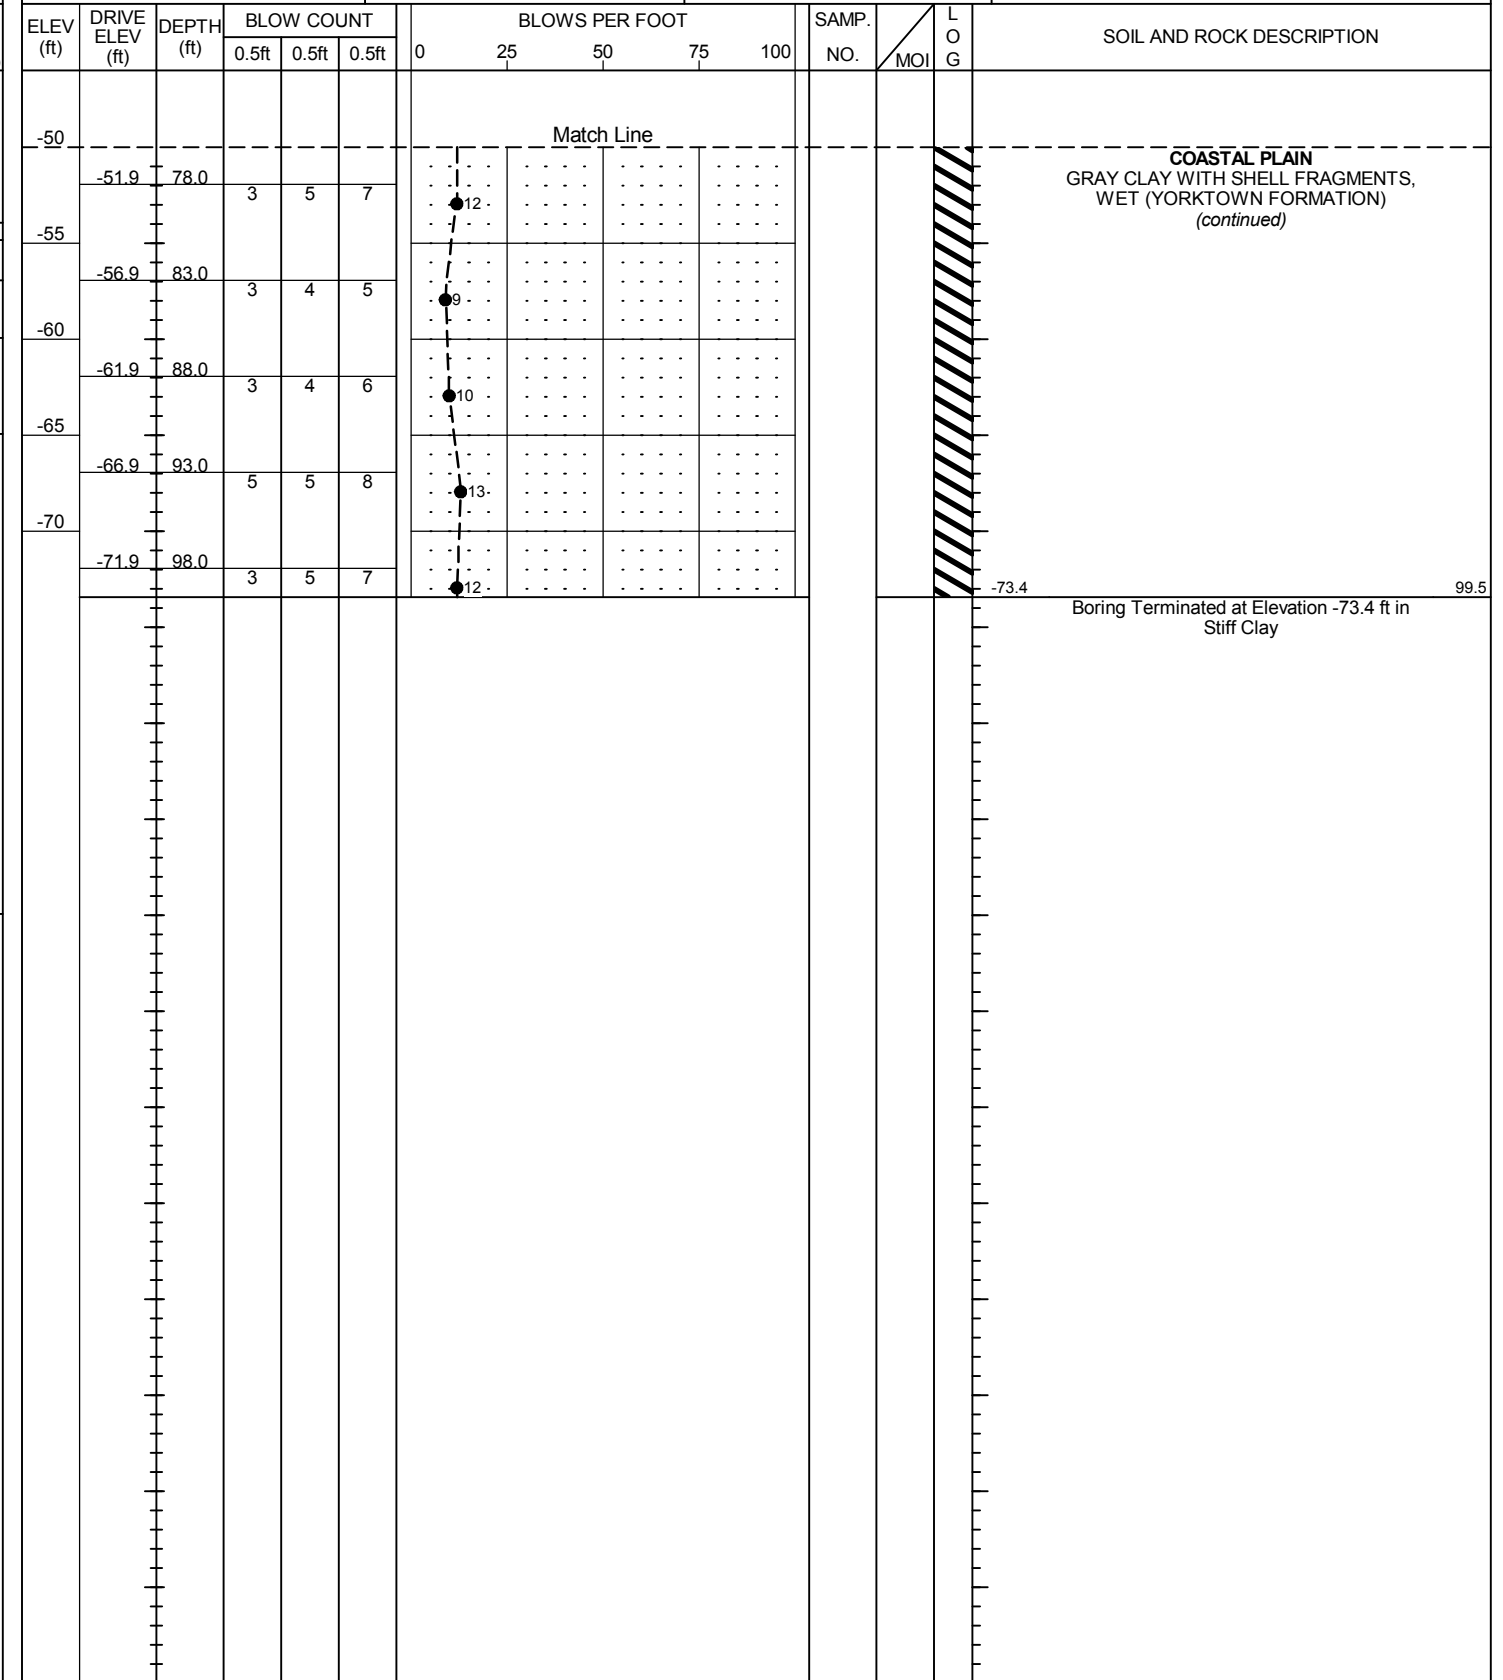 ELEV (ft) DRIVE ELEV (ft) DEPTH (ft) BLOW COUNT BLOWS PER FOOT SAMP. NO. MOI LOG SOIL AND ROCK DESCRIPTION
0.5ft 0.5ft 0.5ft 0 25 50 75 100
Match Line
-50
COASTAL PLAIN
GRAY CLAY WITH SHELL FRAGMENTS,
WET (YORKTOWN FORMATION)
(continued)
-51.9 78.0
3 5 7 12
-55
-56.9 83.0
3 4 5 9
-60
-61.9 88.0
3 4 6 10
-65
-66.9 93.0
5 5 8 13
-70
-71.9 98.0
3 5 7 12
-73.4 99.5
Boring Terminated at Elevation -73.4 ft in
Stiff Clay